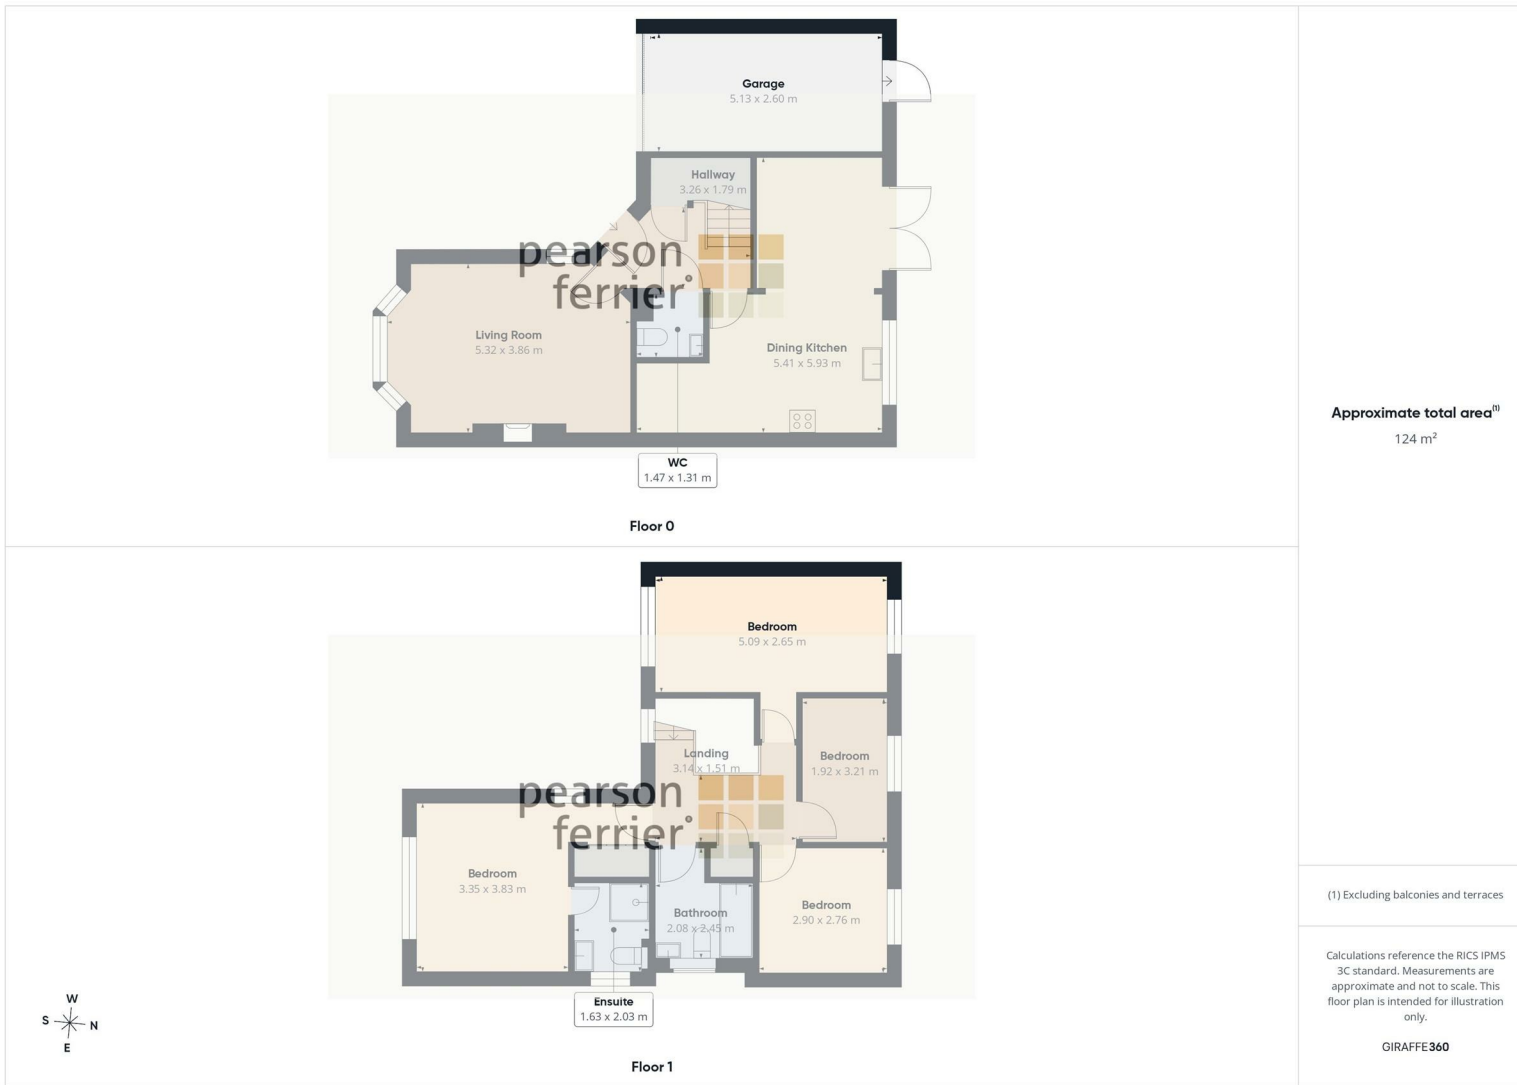 Garage
5.13 x 2.60 m
Hallway
3.26 x 1.79 m
pearson
ferrier
Living Room
5.32 x 3.86 m
Dining Kitchen
5.41 x 5.93 m
WC
1.47 x 1.31 m
Floor 0
Approximate total area(1)
124 m²
Bedroom
5.09 x 2.65 m
Landing
3.14 x 1.51 m
Bedroom
1.92 x 3.21 m
pearson
ferrier
Bedroom
3.35 x 3.83 m
Bathroom
2.08 x 2.45 m
Bedroom
2.90 x 2.76 m
Ensuite
1.63 x 2.03 m
W
S
N
E
Floor 1
(1) Excluding balconies and terraces
Calculations reference the RICS IPMS
3C standard. Measurements are
approximate and not to scale. This
floor plan is intended for illustration
only.
GIRAFFE360